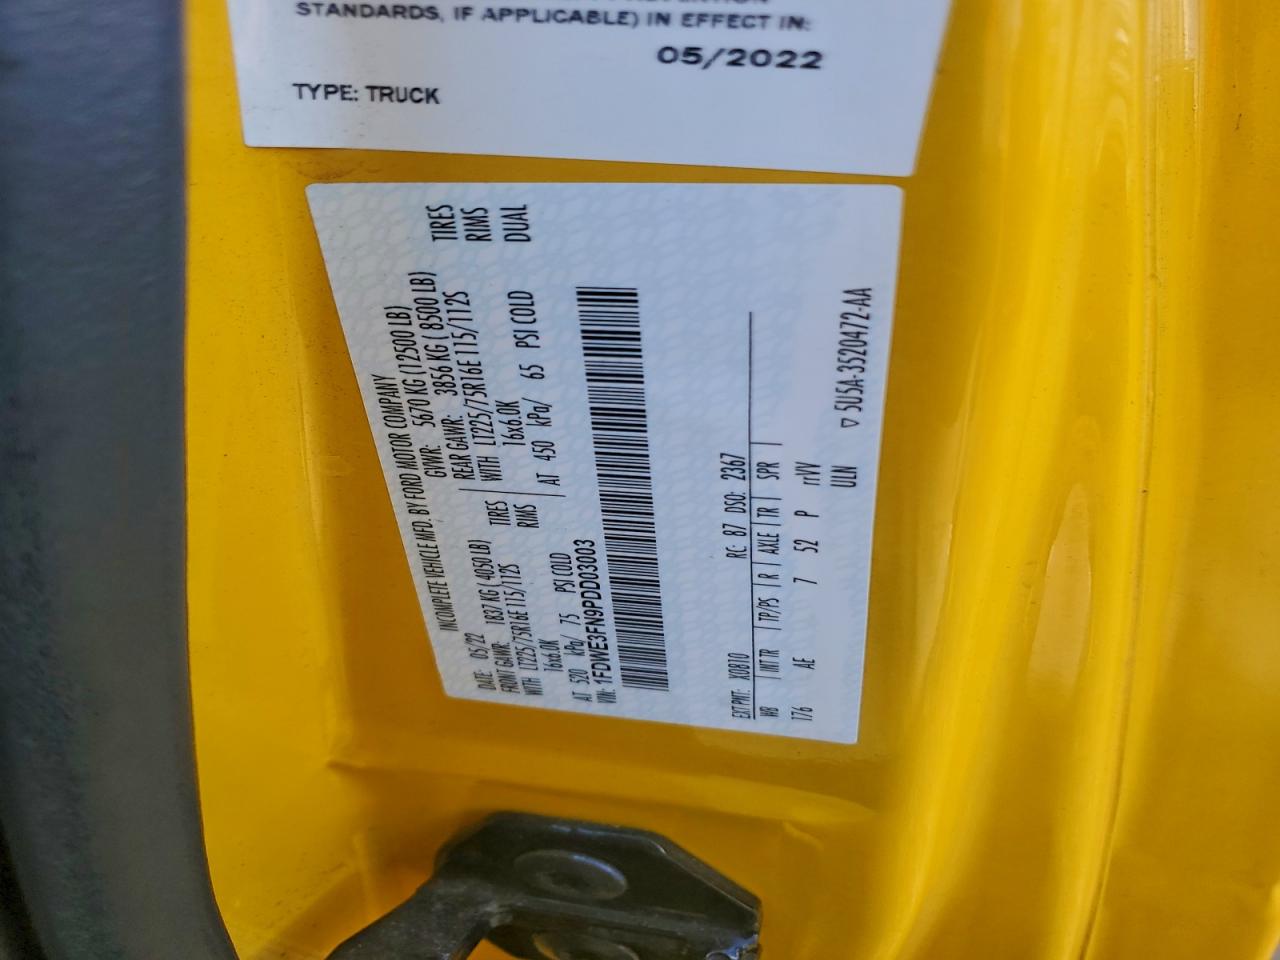 STANDARDS, IF APPLICABLE) IN EFFECT IN:
05/2022
TYPE: TRUCK
INCOMPLETE VEHICLE MFD. BY FORD MOTOR COMPANY
DATE: 05/22 GVWR: 5670 KG (12500 LB)
FRONT GAWR: 1837 KG ( 4050 LB) REAR GAWR: 3856 KG ( 8500 LB)
WITH LT225/75R16E 115/112S TIRES WITH LT225/75R16E 115/112S TIRES
16x6.0K RIMS 16x6.0K RIMS
AT 520 kPa/ 75 PSI COLD AT 450 kPa/ 65 PSI COLD DUAL
VIN: 1FDWE3FN9PDD03003
EXT PNT: X0810 RC: 87 DSO: 2367
WB INT TR TP/PS R AXLE TR SPR
176 AE 7 52 P rrVV
ULN
▽ 5U5A-3520472-AA